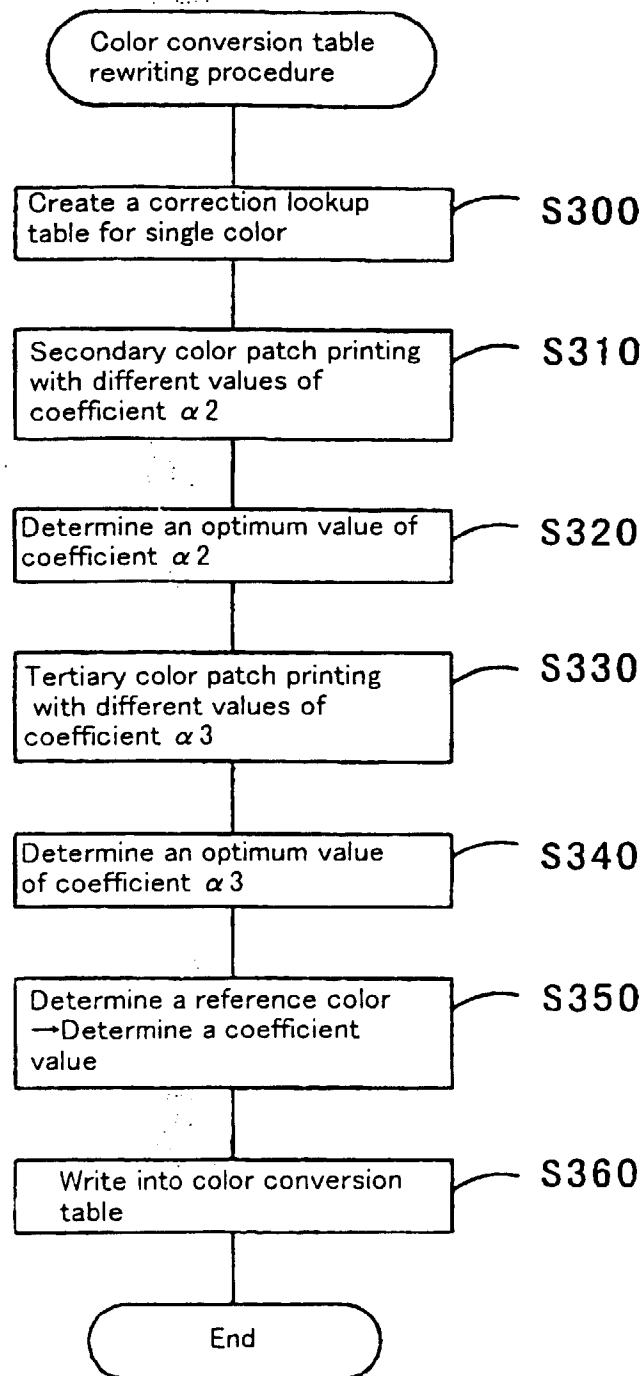 Color conversion table
rewriting procedure
Create a correction lookup
table for single color
S300
Secondary color patch printing
with different values of
coefficient α2
S310
Determine an optimum value of
coefficient α2
S320
Tertiary color patch printing
with different values of
coefficient α3
S330
Determine an optimum value
of coefficient α3
S340
Determine a reference color
→Determine a coefficient
value
S350
Write into color conversion
table
S360
End